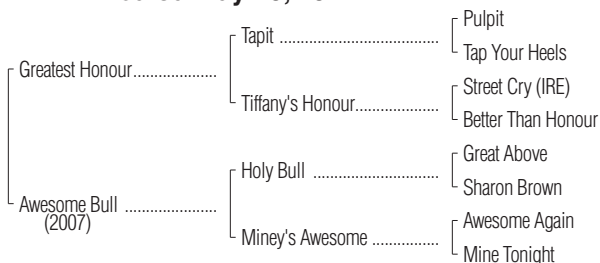 Pulpit
Tapit ........................................
Tap Your Heels
Greatest Honour.....................
Street Cry (IRE)
Tiffany's Honour.....................
Better Than Honour
Great Above
Holy Bull ................................
Sharon Brown
Awesome Bull .......................
(2007)
Awesome Again
Miney's Awesome .................
Mine Tonight